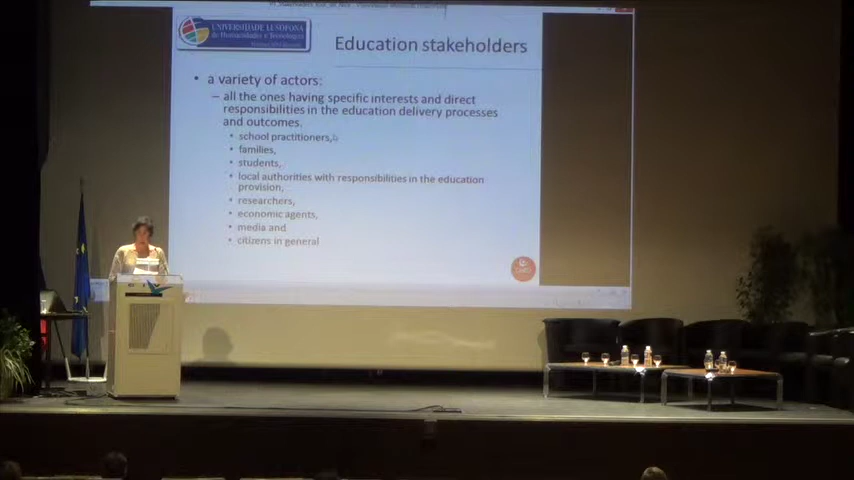 UNIVERSIDADE LUSÓFONA
de Humanidades e Tecnologias
Education stakeholders
• a variety of actors:
– all the ones having specific interests and direct
responsibilities in the education delivery processes
and outcomes.
• school practitioners,
• families,
• students,
• local authorities with responsibilities in the education
provision,
• researchers,
• economic agents,
• media and
• citizens in general